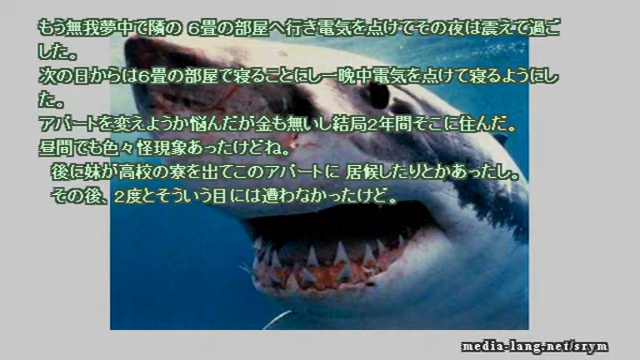 もう無我夢中で隣の 6畳の部屋へ行き電気を点けてその夜は震えて過ご
した。
次の日からは6畳の部屋で寝ることにし一晩中電気を点けて寝るようにし
た。
アパートを変えようか悩んだが金も無いし結局2年間そこに住んだ。
昼間でも色々怪現象あったけどね。
後に妹が高校の寮を出てこのアパートに 居候したりとかあったし。
その後、2度とそういう目には遭わなかったけど。
media-lang-net/srym